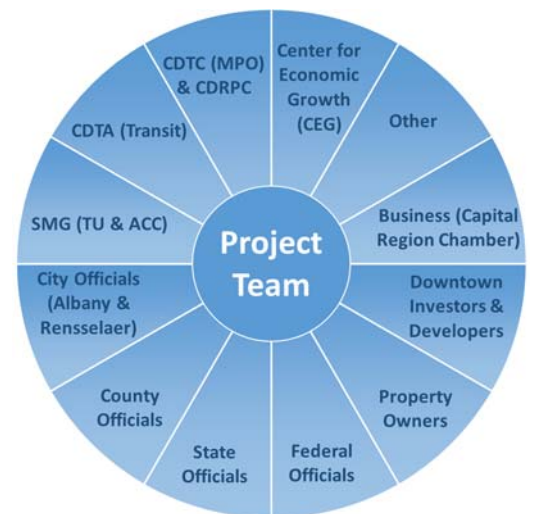 CDTC (MPO)
& CDRPC
Center for
Economic
Growth
(CEG)
Other
Business (Capital
Region Chamber)
Downtown
Investors &
Developers
Property
Owners
Federal
Officials
State
Officials
County
Officials
City Officials
(Albany &
Rensselaer)
SMG (TU & ACC)
CDTA (Transit)
Project
Team